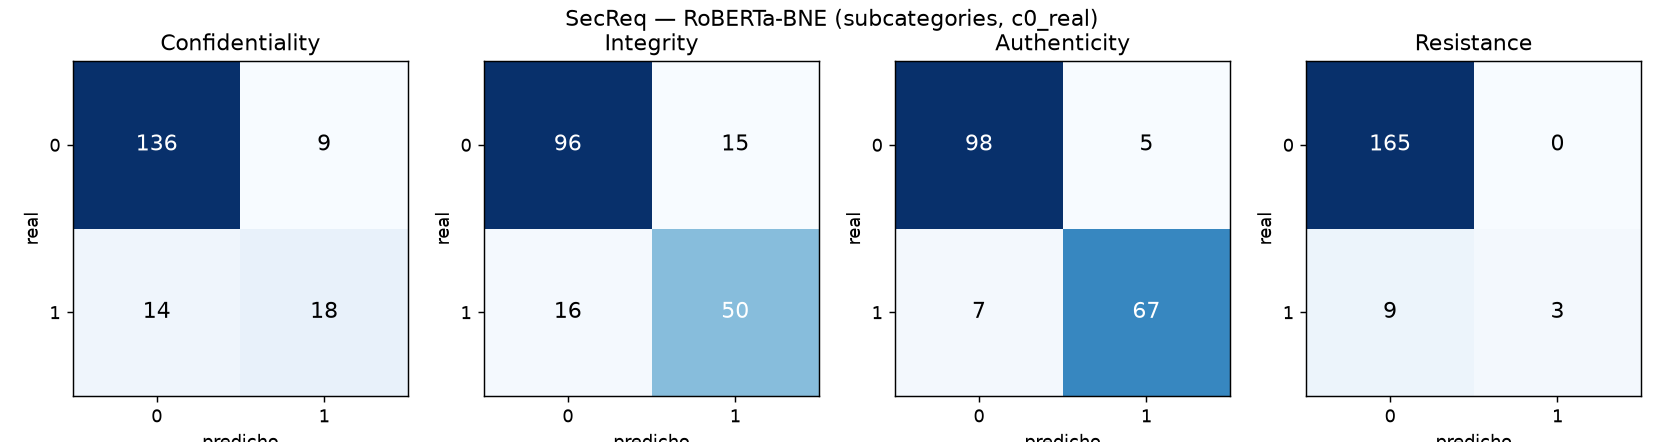 SecReq — RoBERTa-BNE (subcategories, c0_real)
Confidentiality
0
136
9
real
1
14
18
0
1
predicho
Integrity
0
96
15
real
1
16
50
0
1
predicho
Authenticity
0
98
5
real
1
7
67
0
1
predicho
Resistance
0
165
0
real
1
9
3
0
1
predicho